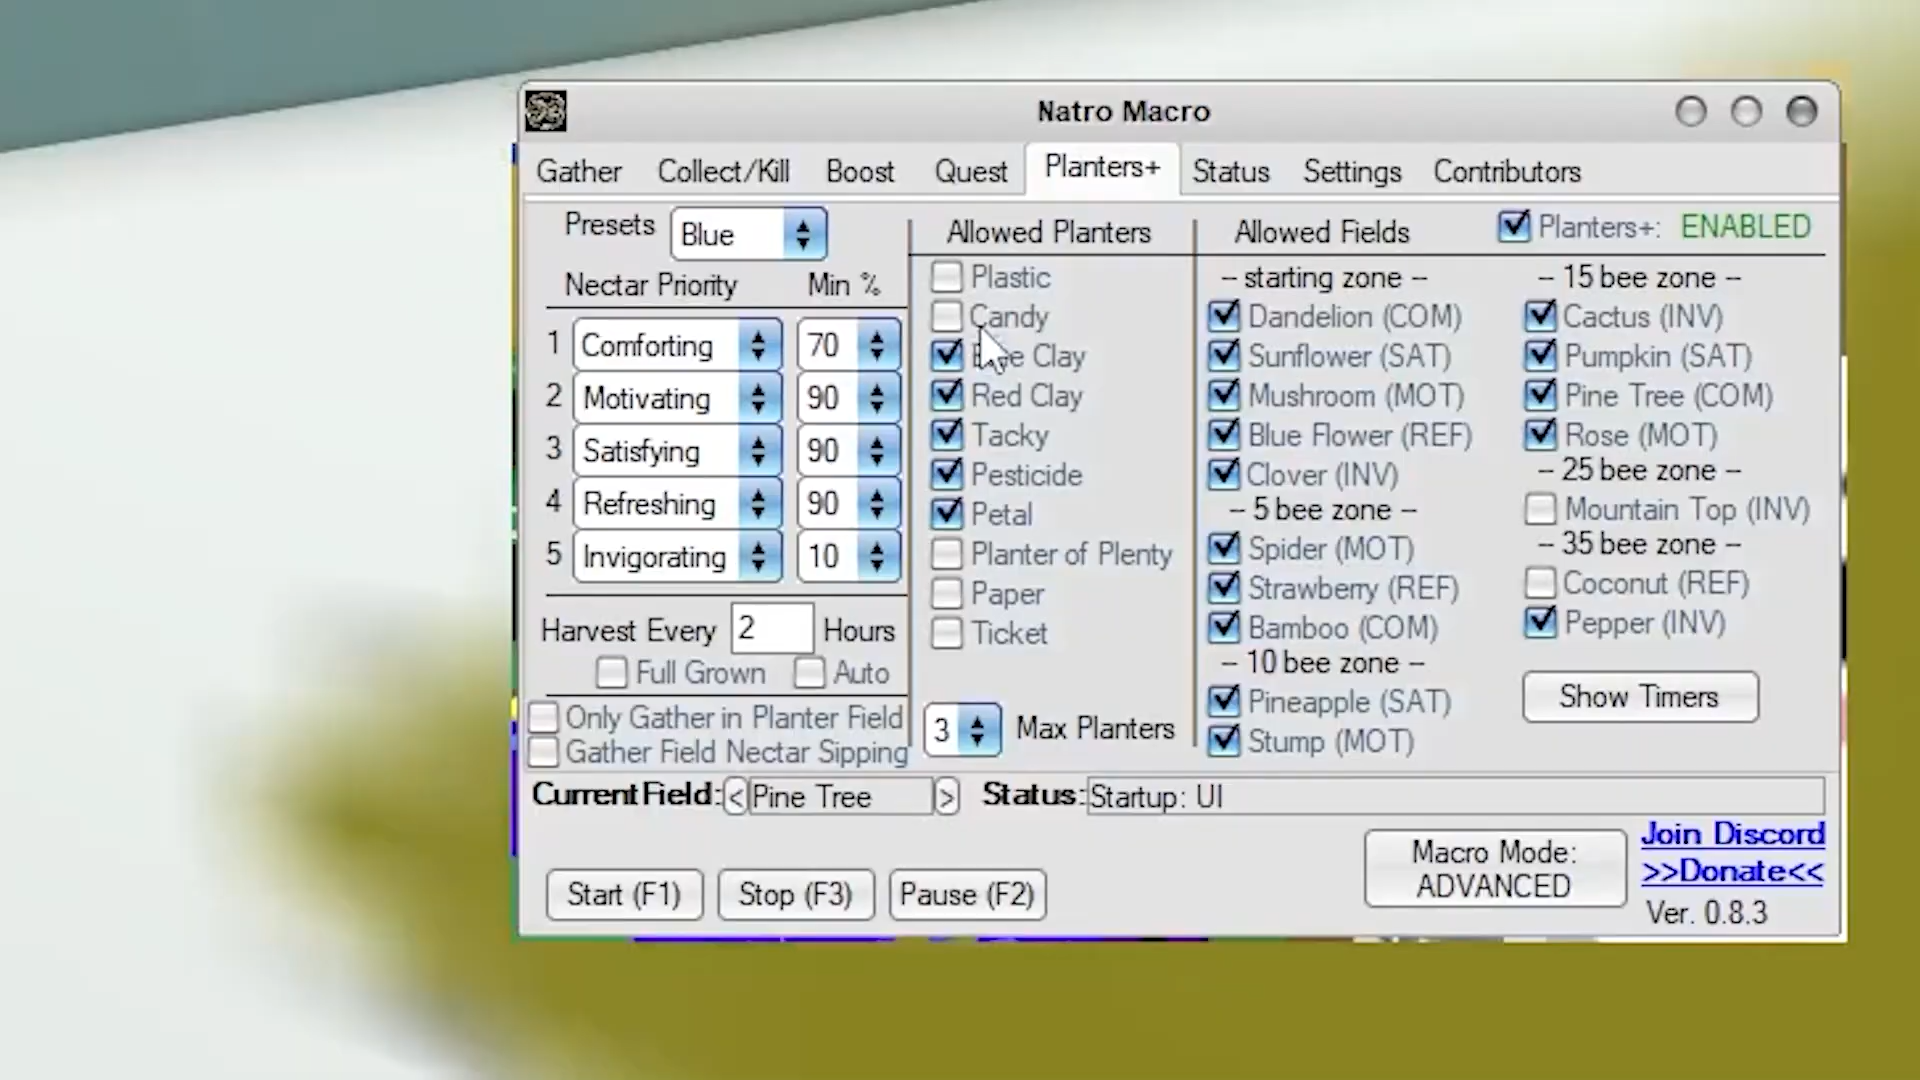 Natro Macro
Gather Collect/Kill Boost Quest Planters+ Status Settings Contributors
Presets Blue
Nectar Priority Min %
1 Comforting 70
2 Motivating 90
3 Satisfying 90
4 Refreshing 90
5 Invigorating 10
Harvest Every 2 Hours
Full Grown Auto
Only Gather in Planter Field
Gather Field Nectar Sipping
Allowed Planters
Plastic
Candy
Clay
Red Clay
Tacky
Pesticide
Petal
Planter of Plenty
Paper
Ticket
3 Max Planters
Allowed Fields
-- starting zone --
Dandelion (COM)
Sunflower (SAT)
Mushroom (MOT)
Blue Flower (REF)
Clover (INV)
-- 5 bee zone --
Spider (MOT)
Strawberry (REF)
Bamboo (COM)
-- 10 bee zone --
Pineapple (SAT)
Stump (MOT)
Planters+: ENABLED
-- 15 bee zone --
Cactus (INV)
Pumpkin (SAT)
Pine Tree (COM)
Rose (MOT)
-- 25 bee zone --
Mountain Top (INV)
-- 35 bee zone --
Coconut (REF)
Pepper (INV)
Show Timers
Current Field: < Pine Tree > Status: Startup: UI
Start (F1) Stop (F3) Pause (F2)
Macro Mode:
ADVANCED
Join Discord
>>Donate<<
Ver. 0.8.3